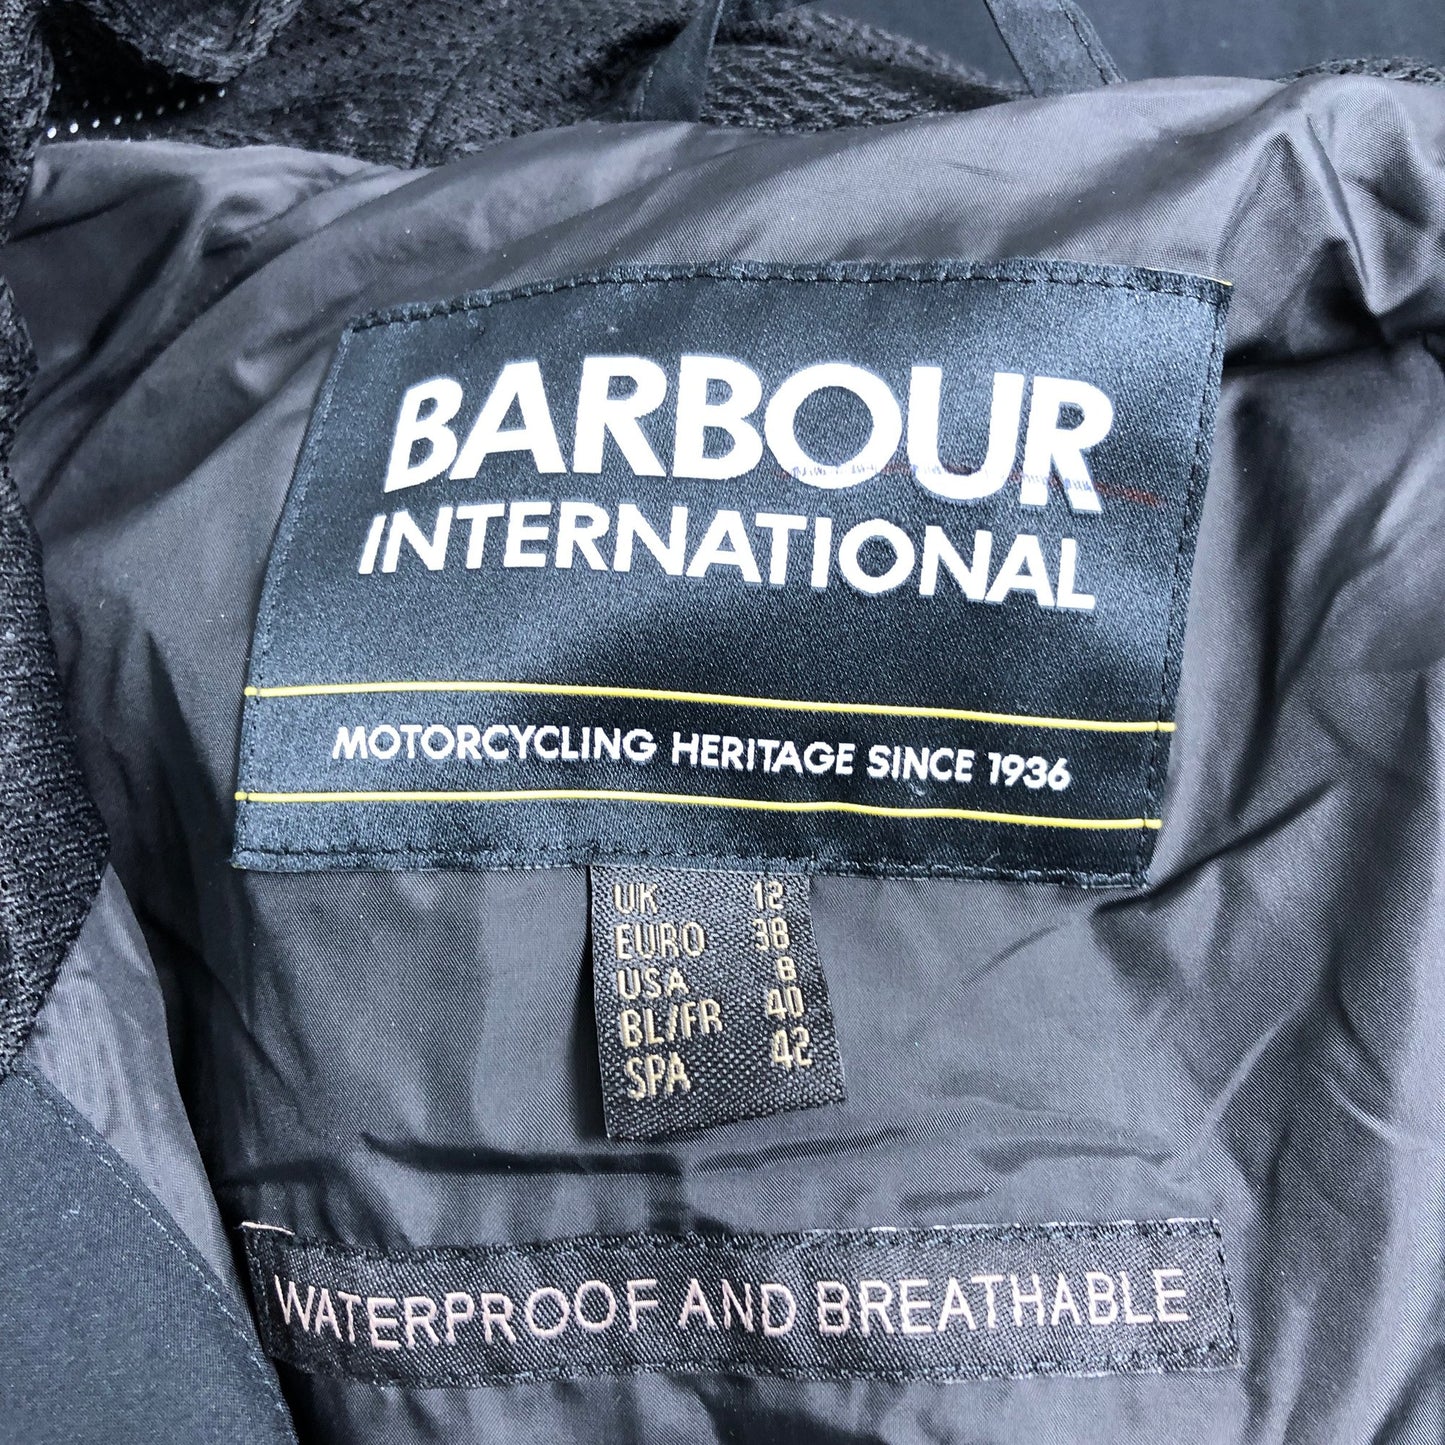 BARBOUR
INTERNATIONAL
MOTORCYCLING HERITAGE SINCE 1936
UK 12
EURO 38
USA 8
BL/FR 40
SPA 42
WATERPROOF AND BREATHABLE